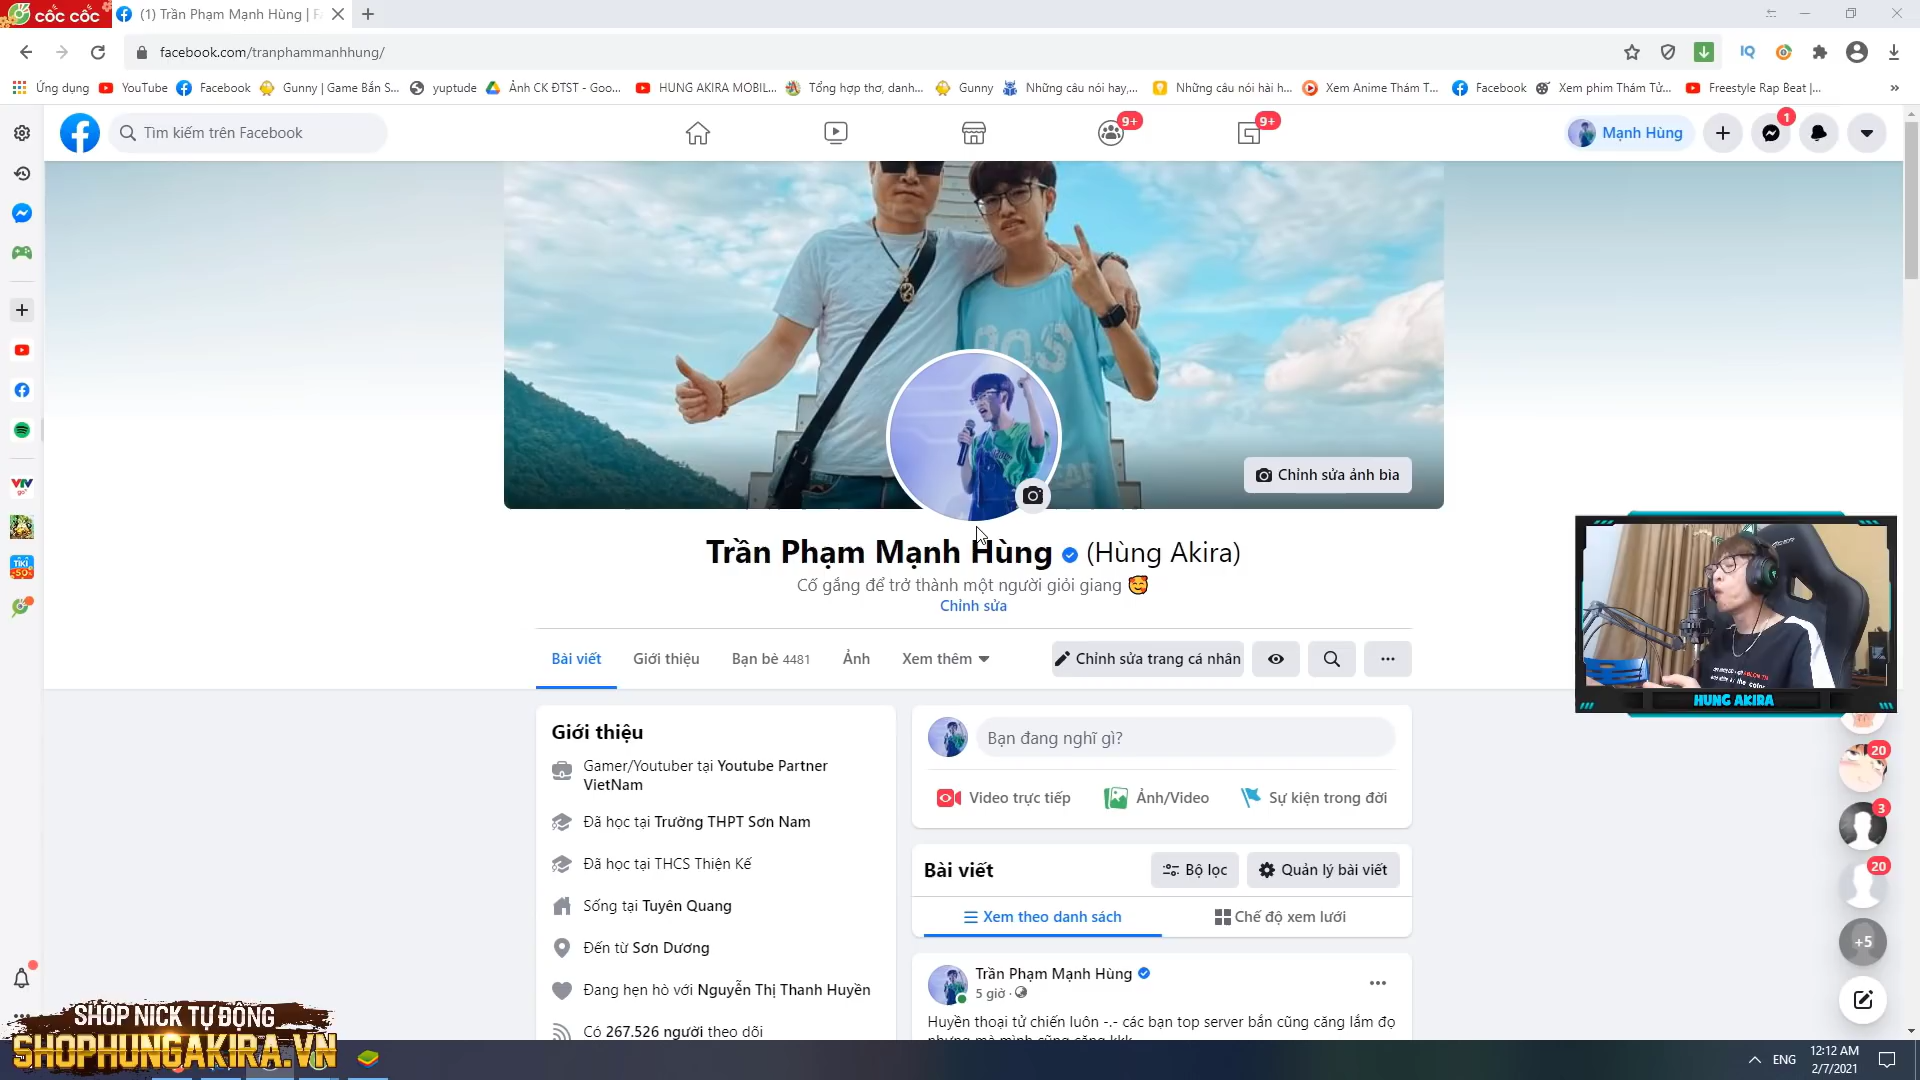 cốc cốc
(1) Trần Phạm Mạnh Hùng | F
facebook.com/tranphammanhhung/
Ứng dụng
YouTube
Facebook
Gunny | Game Bắn S...
yuptude
Ảnh CK ĐTST - Goo...
HUNG AKIRA MOBIL...
Tổng hợp thơ, danh...
Gunny
Những câu nói hay,...
Những câu nói hài h...
Xem Anime Thám T...
Facebook
Xem phim Thám Tử...
Freestyle Rap Beat |...
»
Tìm kiếm trên Facebook
9+
9+
Mạnh Hùng
1
Chỉnh sửa ảnh bìa
Trần Phạm Mạnh Hùng (Hùng Akira)
Cố gắng để trở thành một người giỏi giang 🥰
Chỉnh sửa
Bài viết
Giới thiệu
Bạn bè 4481
Ảnh
Xem thêm
Chỉnh sửa trang cá nhân
Giới thiệu
Gamer/Youtuber tại Youtube Partner
VietNam
Đã học tại Trường THPT Sơn Nam
Đã học tại THCS Thiện Kế
Sống tại Tuyên Quang
Đến từ Sơn Dương
Đang hẹn hò với Nguyễn Thị Thanh Huyền
Có 267.526 người theo dõi
Bạn đang nghĩ gì?
Video trực tiếp
Ảnh/Video
Sự kiện trong đời
Bài viết
Bộ lọc
Quản lý bài viết
Xem theo danh sách
Chế độ xem lưới
Trần Phạm Mạnh Hùng
5 giờ ·
Huyền thoại tử chiến luôn -.- các bạn top server bắn cũng căng lắm đọ
nhưng mà mình cũng căng kkk
HUNG AKIRA
20
3
20
+5
VTV
go
TIKI
-50%
SHOP NICK TỰ ĐỘNG
SHOPHUNGAKIRA.VN
ENG
12:12 AM
2/7/2021